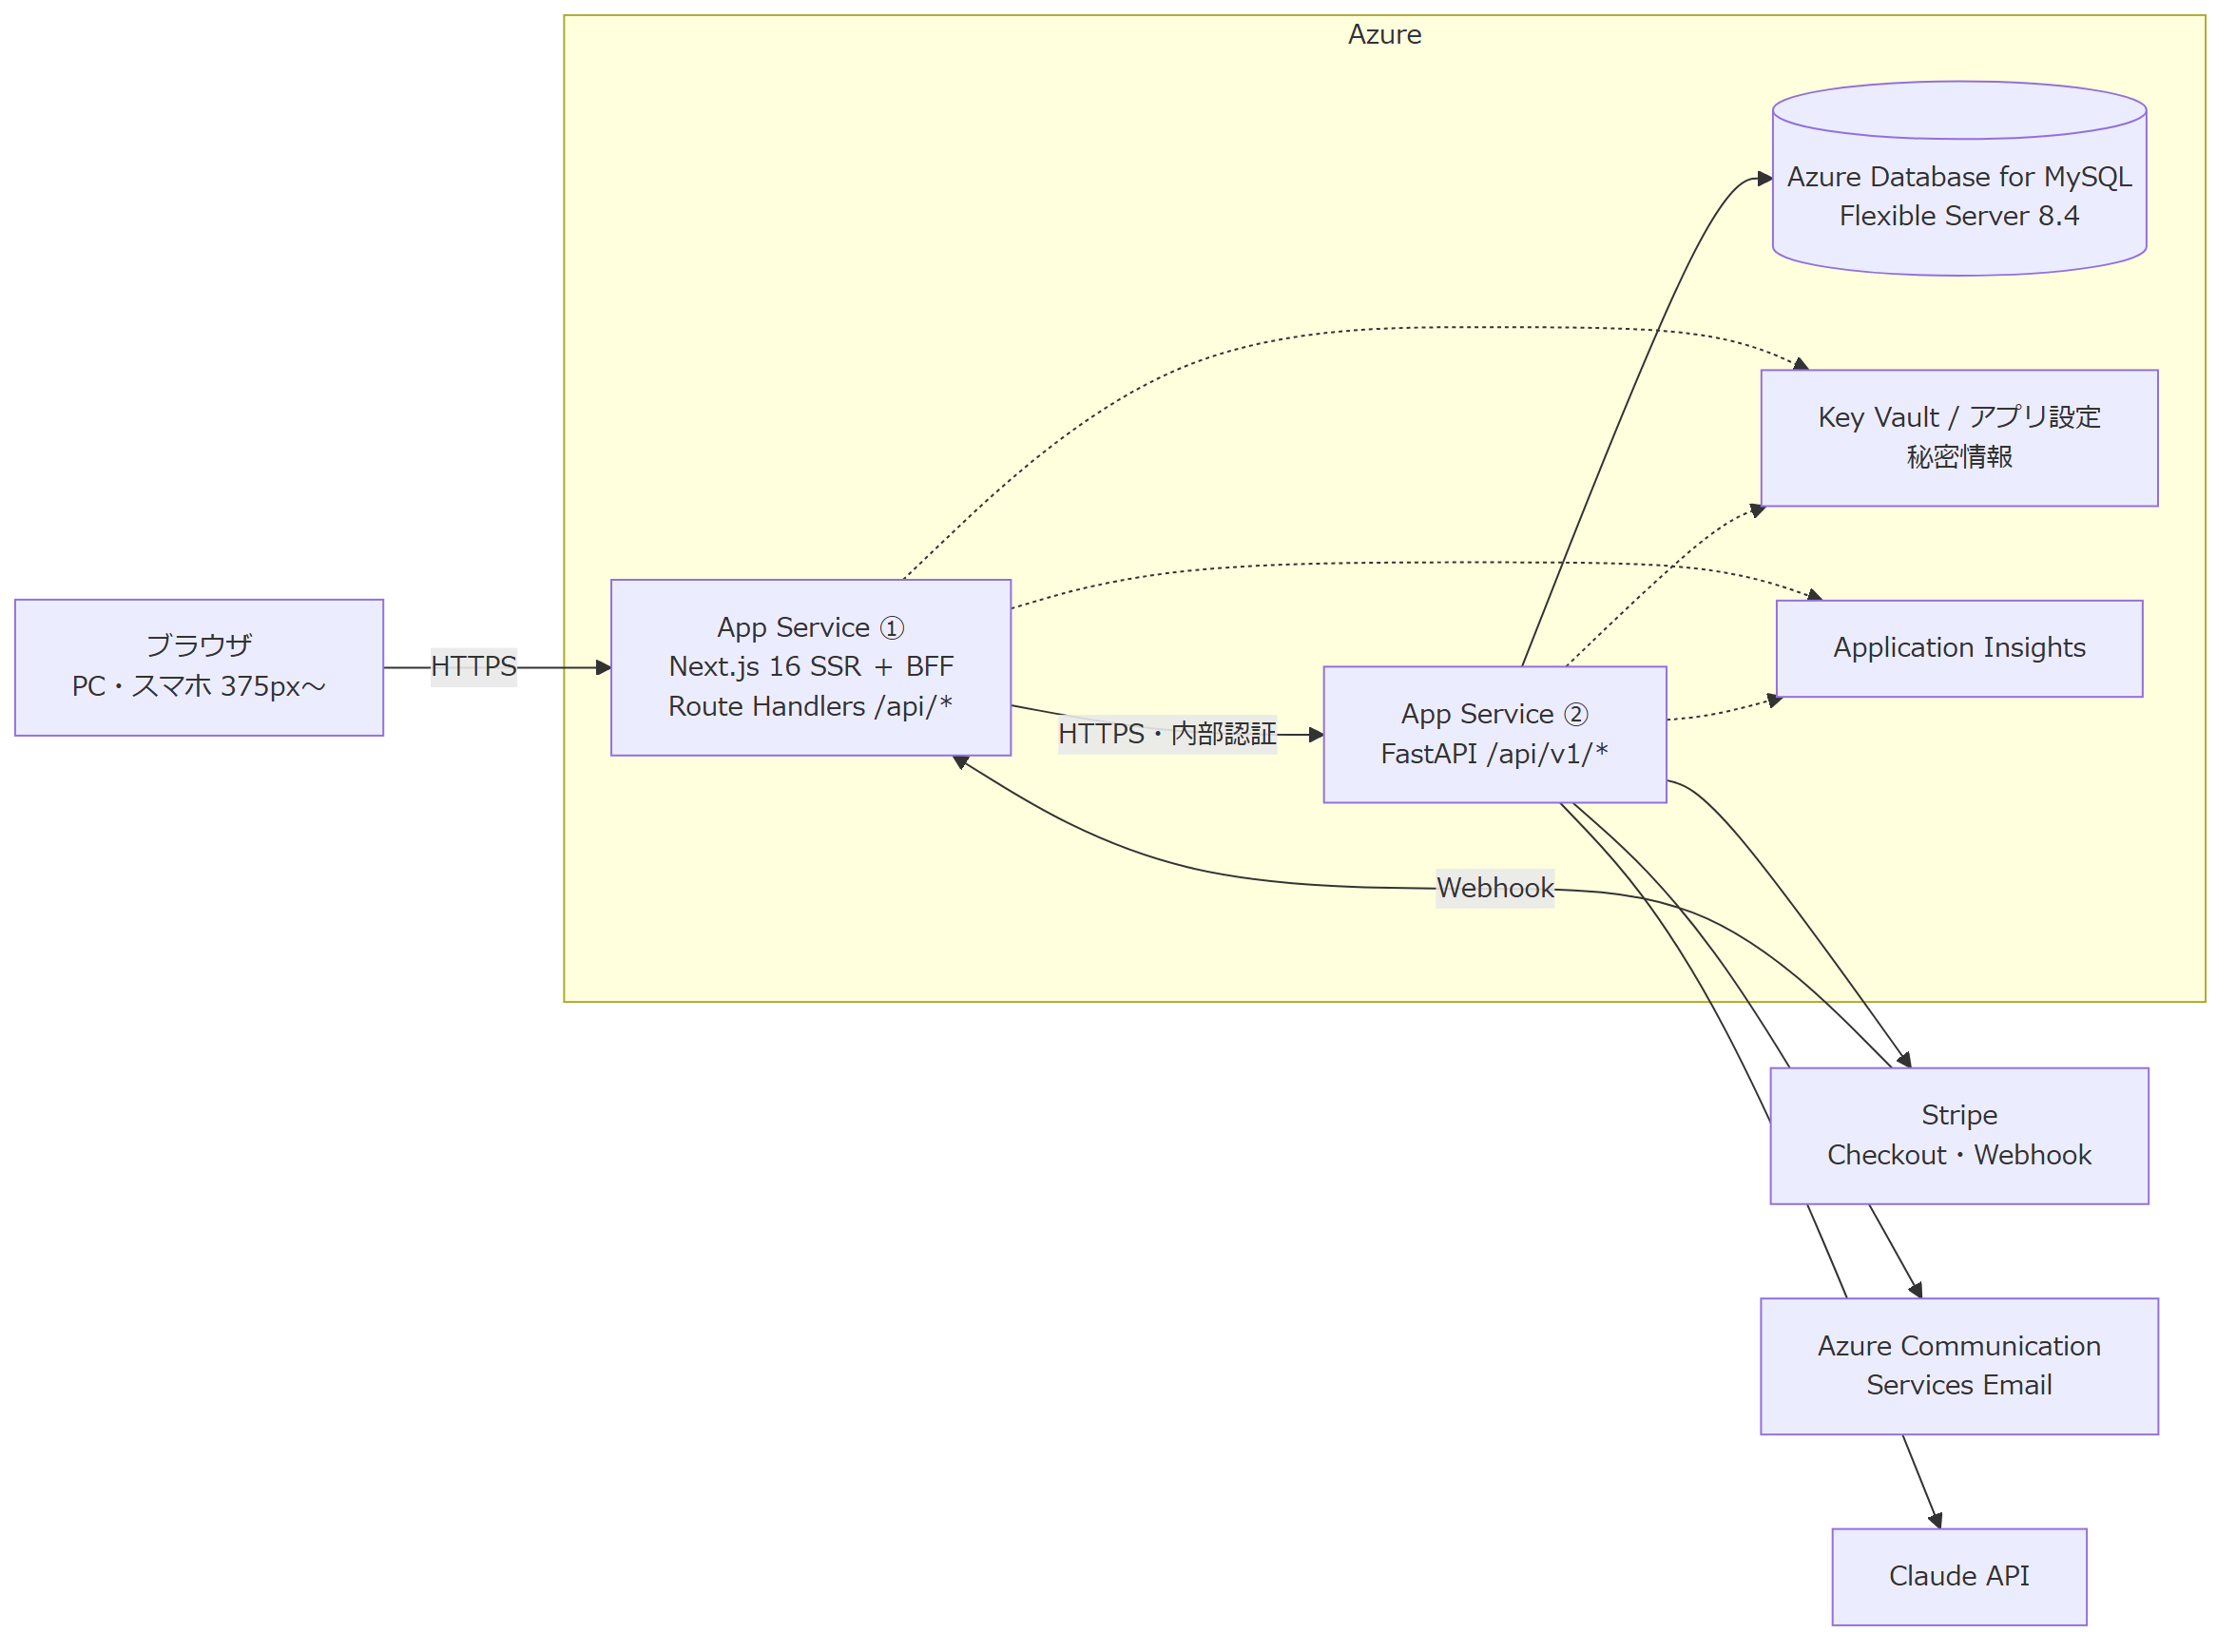 Azure
Azure Database for MySQL
Flexible Server 8.4
Key Vault / アプリ設定
秘密情報
ブラウザ
PC・スマホ 375px～
HTTPS
App Service ①
Next.js 16 SSR ＋ BFF
Route Handlers /api/*
Application Insights
HTTPS・内部認証
App Service ②
FastAPI /api/v1/*
Webhook
Stripe
Checkout・Webhook
Azure Communication
Services Email
Claude API